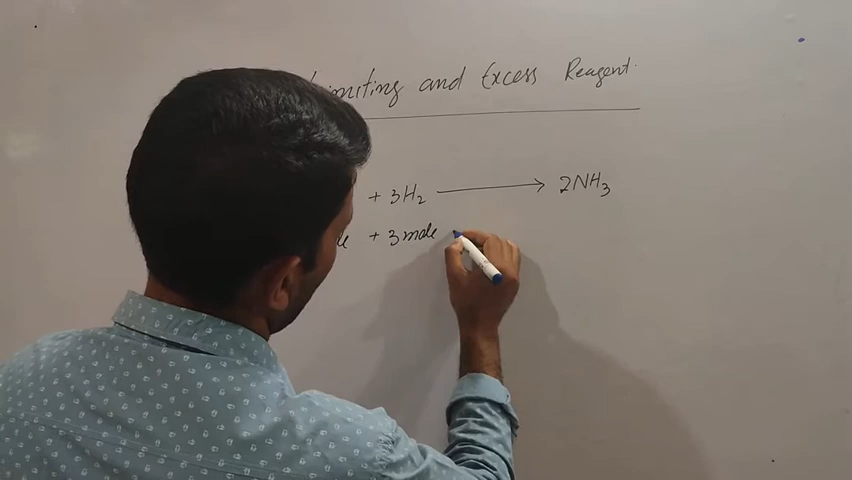 Limiting and Excess Reagent.
+ 3H₂ ⟶ 2NH₃
+ 3 mole